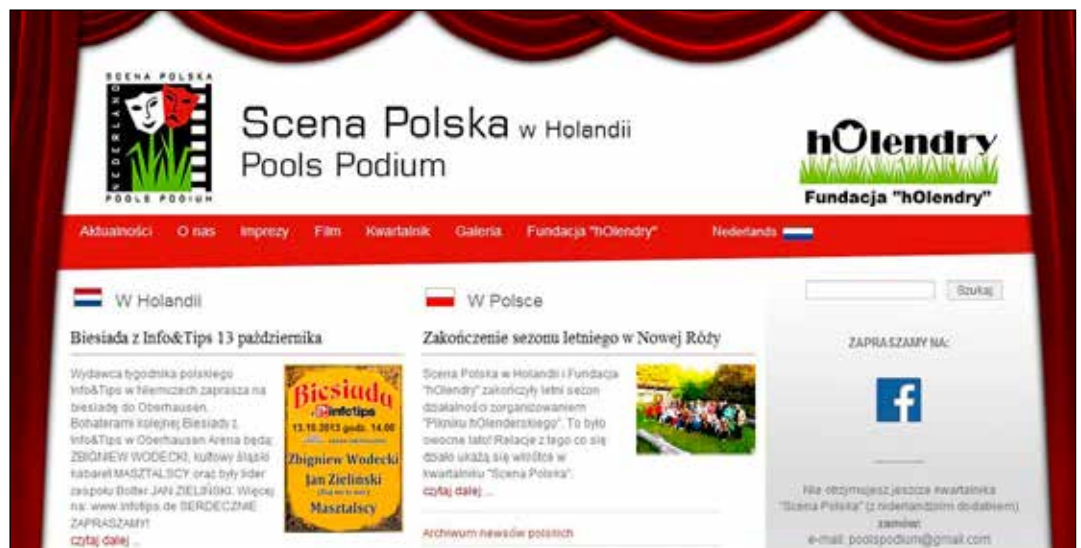 SCENA POLSKA
NEDERLAND
POOLS PODIUM
Scena Polska w Holandii
Pools Podium
hOlendry
Fundacja "hOlendry"
Aktualności O nas Imprezy Film Kwartalnik Galeria Fundacja "hOlendry" Nederlands
W Holandii
Biesiada z Info&Tips 13 października
Wydawca tygodnika polskiego
Info&Tips w Niemczech zaprasza na
biesiadę do Oberhausen.
Bohaterami kolejnej Biesiady z
Info&Tips w Oberhausen Arena będą:
ZBIGNIEW WODECKI, kultowy śląski
kabaret MASZTALSCY oraz były lider
zespołu Bolter JAN ZIELIŃSKI. Więcej
na: www.infotips.de SERDECZNIE
ZAPRASZAMY!
czytaj dalej ...
Biesiada
infotips
13.10.2013 godz. 14.00
Zbigniew Wodecki
Jan Zieliński
Masztalscy
W Polsce
Zakończenie sezonu letniego w Nowej Róży
Scena Polska w Holandii i Fundacja
"hOlendry" zakończyły letni sezon
działalności zorganizowaniem
"Pikniku hOlenderskiego". To było
owocne lato! Relacje z tego co się
działo ukażą się wkrótce w
kwartalniku "Scena Polska".
czytaj dalej ...
Archiwum newsów polskich
Szukaj
ZAPRASZAMY NA:
f
Nie otrzymujesz jeszcze kwartalnika
"Scena Polska" (z niderlandzkim dodatkiem)
zamów:
e-mail: poolspodium@gmail.com